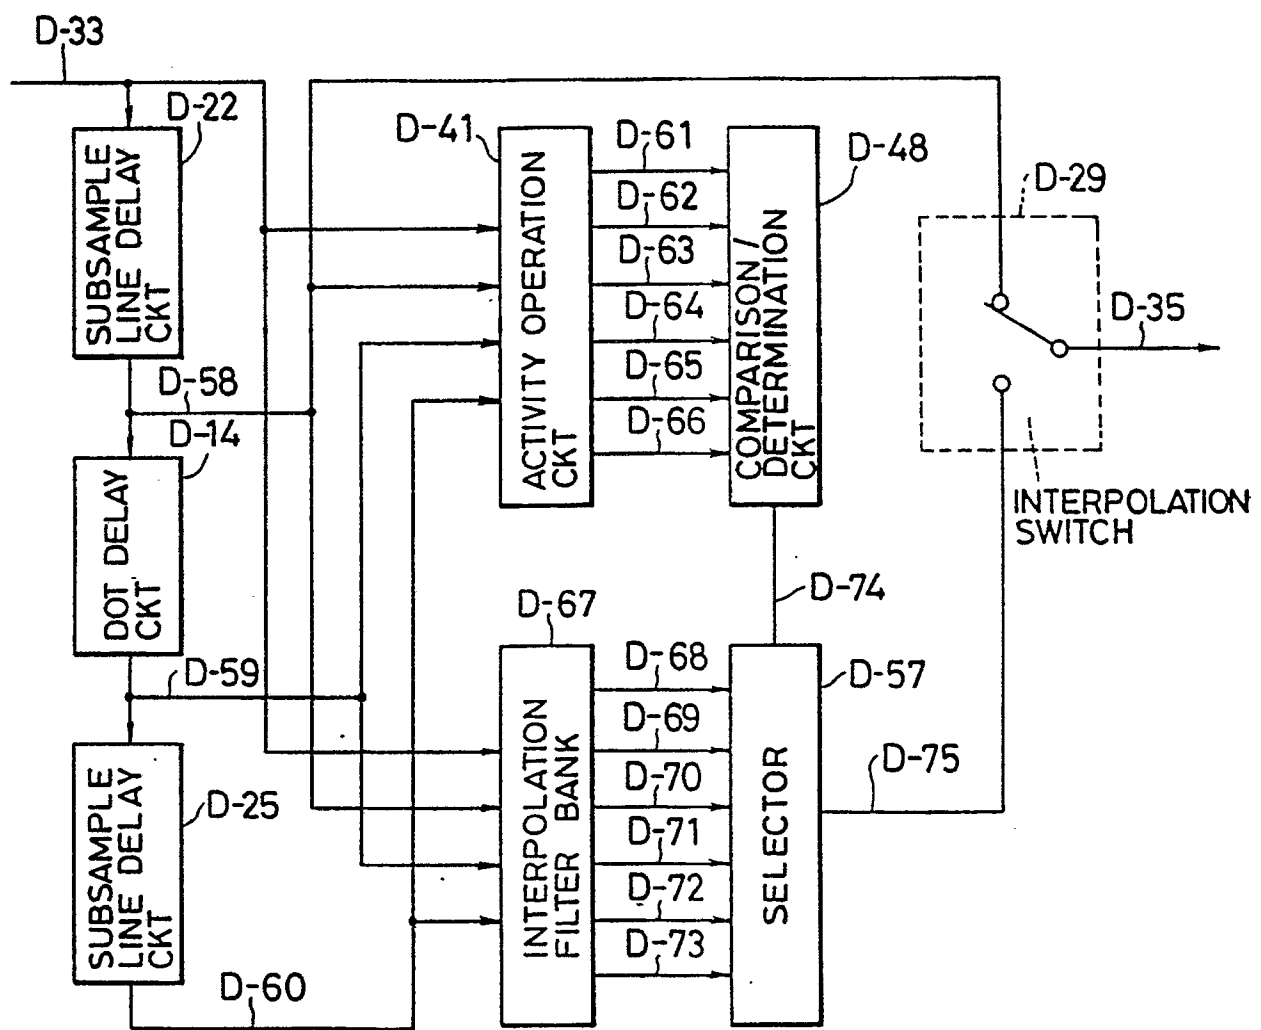 D-33
D-22
SUBSAMPLE
LINE DELAY
CKT
D-58
D-14
DOT DELAY
CKT
D-59
SUBSAMPLE
LINE DELAY
CKT
D-25
D-60
D-41
ACTIVITY OPERATION
CKT
D-61
D-62
D-63
D-64
D-65
D-66
D-48
COMPARISON/
DETERMINATION
CKT
D-29
D-35
INTERPOLATION
SWITCH
D-74
D-67
INTERPOLATION
FILTER BANK
D-68
D-69
D-70
D-71
D-72
D-73
D-57
SELECTOR
D-75